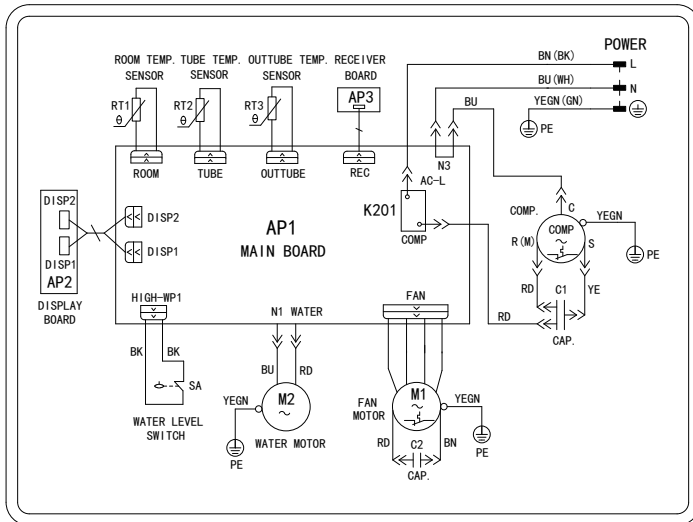 POWER
ROOM TEMP. TUBE TEMP. OUTTUBE TEMP. RECEIVER
SENSOR SENSOR SENSOR BOARD
BN(BK)
L
BU(WH)
N
BU
YEGN(GN)
PE
RT1
θ
RT2
θ
RT3
θ
AP3
N3
ROOM
TUBE
OUTTUBE
REC
AC-L
K201
COMP
AP1
MAIN BOARD
DISP2
DISP1
AP2
DISPLAY
BOARD
DISP2
DISP1
COMP.
C
YEGN
COMP
R(M)
S
PE
RD
C1
YE
RD
CAP.
HIGH-WP1
N1 WATER
FAN
BK
BK
SA
WATER LEVEL
SWITCH
BU
RD
YEGN
M2
PE
WATER MOTOR
FAN
MOTOR
M1
YEGN
RD
C2
BN
PE
CAP.